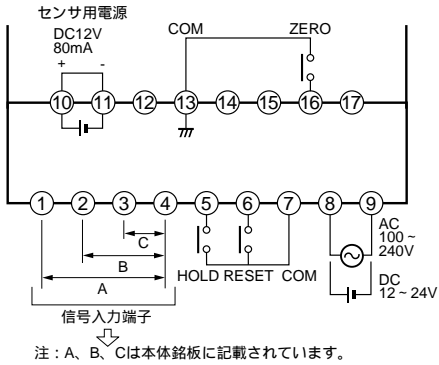 センサ用電源
DC12V
80mA
+ -
COM
ZERO
10 11 12 13 14 15 16 17
1 2 3 4 5 6 7 8 9
C
B
A
HOLD RESET COM
AC
100~
240V
DC
12~24V
信号入力端子
注:A、B、Cは本体銘板に記載されています。